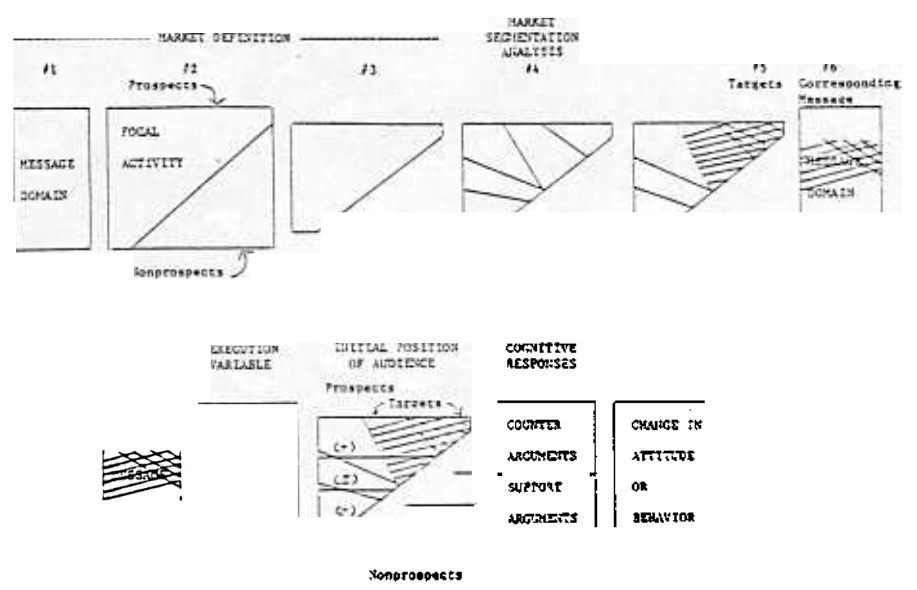 MARKET DEFINITION
MARKET
SEGMENTATION
ANALYSIS
#1
#2
#3
#4
#5
#6
Prospects
Targets
Corresponding
Message
MESSAGE
DOMAIN
FOCAL
ACTIVITY
MESSAGE
DOMAIN
Nonprospects
EXECUTION
VARIABLE
INITIAL POSITION
OF AUDIENCE
COGNITIVE
RESPONSES
Prospects
Targets
(+)
(-)
COUNTER
ARGUMENTS
SUPPORT
ARGUMENTS
CHANGE IN
ATTITUDE
OR
BEHAVIOR
Nonprospects